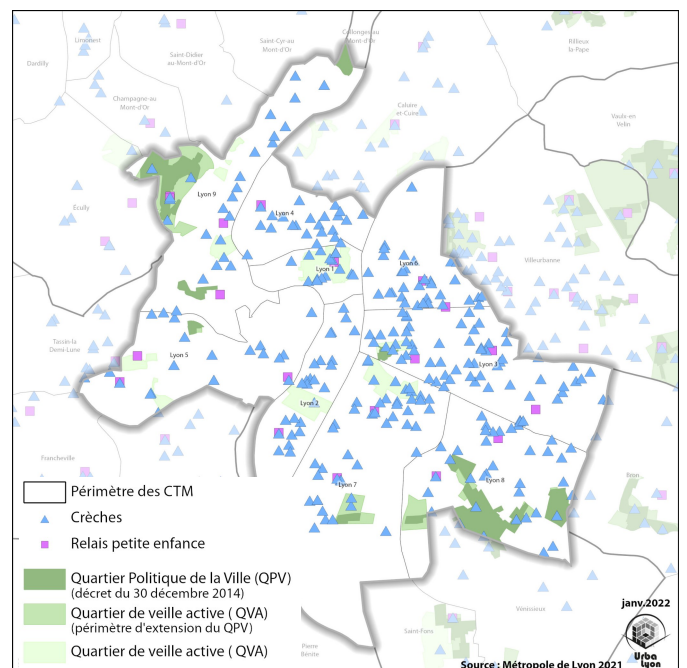 Collonges au
Mont-d'Or
Limonest
Saint-Didier
au-Mont-d'Or
Saint-Cyr-au
Mont-d'Or
Rillieux
la-Pape
Dardilly
Champagne-au
Mont-d'Or
Caluire
et-Cuire
Vaulx-en
Velin
Écully
Lyon 9
Lyon 4
Lyon 1
Lyon 6
Villeurbanne
Tassin-la
Demi-Lune
Lyon 5
Lyon 3
Lyon 2
Francheville
Lyon 7
Lyon 8
Bron
Périmètre des CTM
Crèches
Relais petite enfance
Quartier Politique de la Ville (QPV)
(décret du 30 décembre 2014)
Quartier de veille active ( QVA)
(périmètre d'extension du QPV)
Quartier de veille active ( QVA)
Pierre
Bénite
Saint-Fons
Vénissieux
janv.2022
Urba
Lyon
Source : Métropole de Lyon 2021